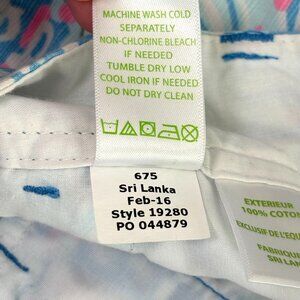 MACHINE WASH COLD
SEPARATELY
NON-CHLORINE BLEACH
IF NEEDED
TUMBLE DRY LOW
COOL IRON IF NEEDED
DO NOT DRY CLEAN
675
Sri Lanka
Feb-16
Style 19280
PO 044879
EXTERIEUR
100% COTON
EXCLUSIF DE L'EQU
FABRIQU
SRI LAN